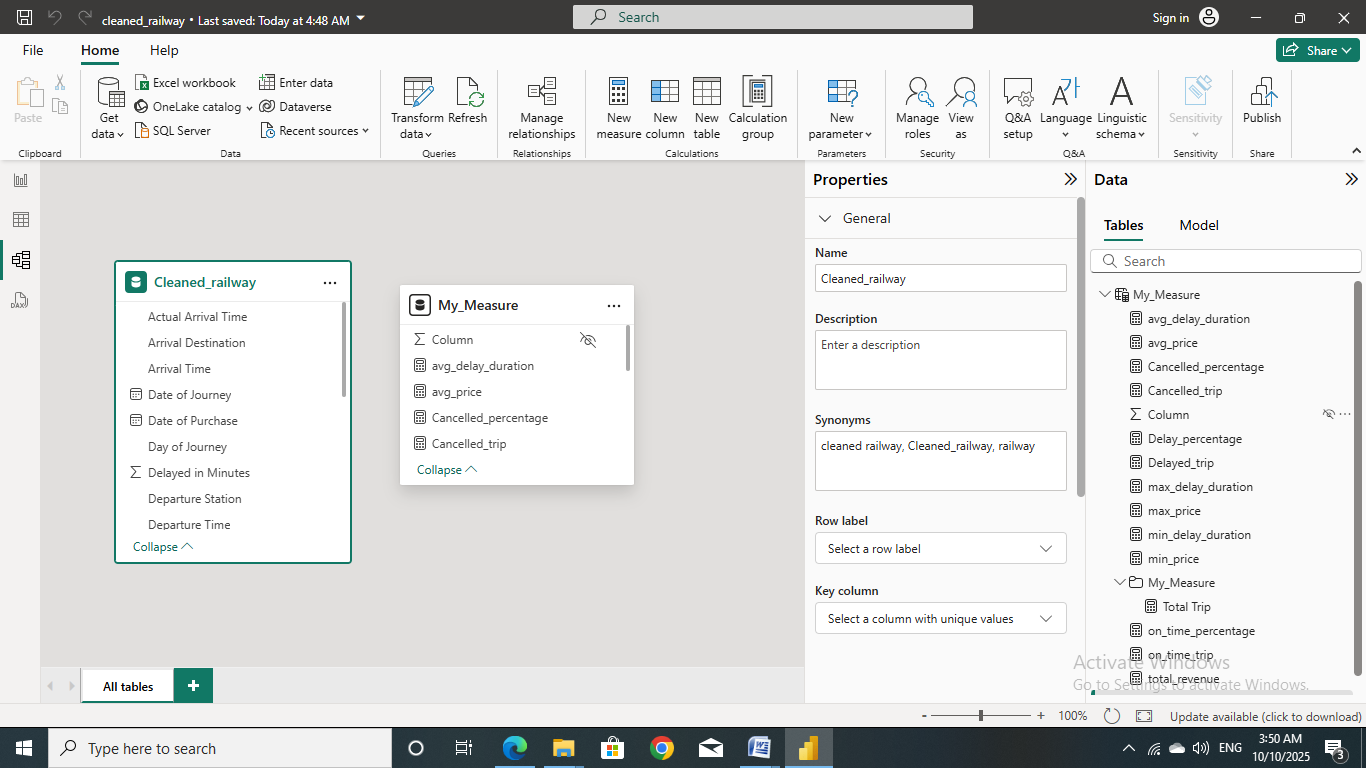 cleaned_railway • Last saved: Today at 4:48 AM
Search
Sign in
File
Home
Help
Share
Paste
Clipboard
Get data
Excel workbook
OneLake catalog
SQL Server
Enter data
Dataverse
Recent sources
Data
Transform data
Refresh
Queries
Manage relationships
Relationships
New measure
New column
New table
Calculation group
Calculations
New parameter
Parameters
Manage roles
View as
Security
Q&A setup
Language
Linguistic schema
Q&A
Sensitivity
Sensitivity
Publish
Share
DAX
Cleaned_railway
Actual Arrival Time
Arrival Destination
Arrival Time
Date of Journey
Date of Purchase
Day of Journey
Delayed in Minutes
Departure Station
Departure Time
Collapse
My_Measure
Column
avg_delay_duration
avg_price
Cancelled_percentage
Cancelled_trip
Collapse
All tables
Properties
General
Name
Cleaned_railway
Description
Enter a description
Synonyms
cleaned railway, Cleaned_railway, railway
Row label
Select a row label
Key column
Select a column with unique values
Data
Tables
Model
Search
My_Measure
avg_delay_duration
avg_price
Cancelled_percentage
Cancelled_trip
Column
Delay_percentage
Delayed_trip
max_delay_duration
max_price
min_delay_duration
min_price
My_Measure
Total Trip
on_time_percentage
on_time_trip
total_revenue
Activate Windows
Go to Settings to activate Windows.
- + 100%
Update available (click to download)
Type here to search
ENG
3:50 AM
10/10/2025
3